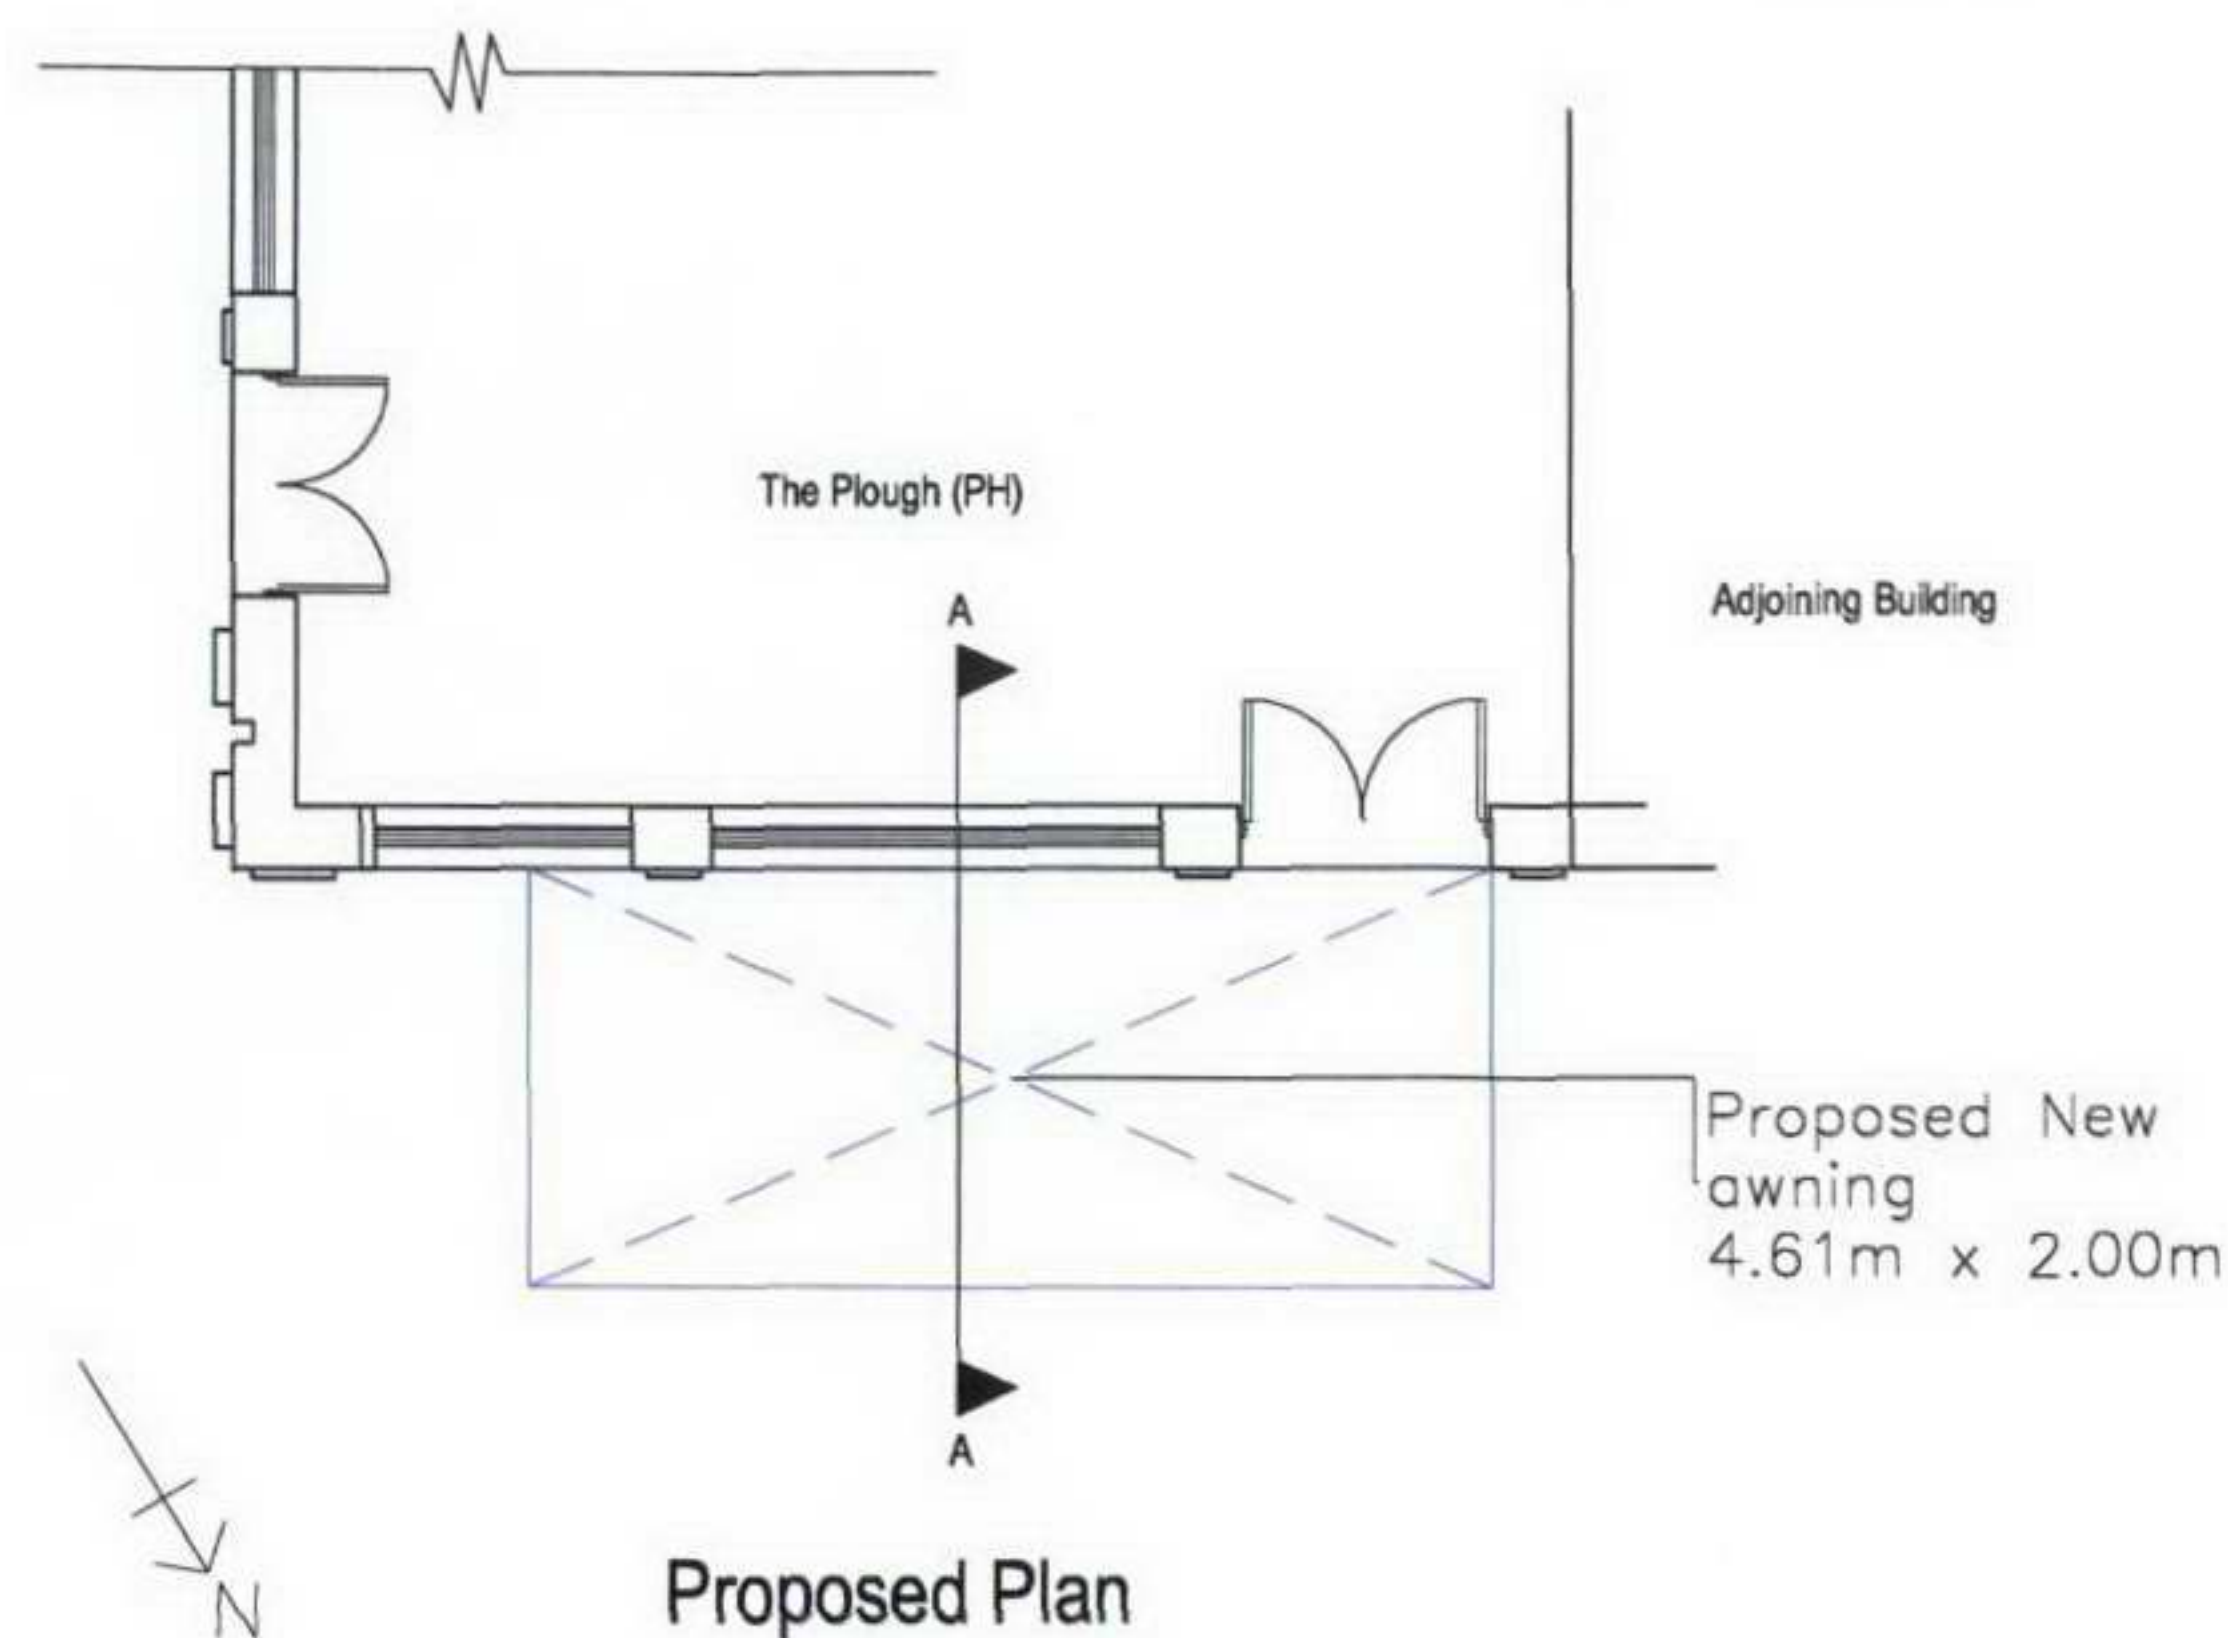 The Plough (PH)
A
Adjoining Building
Proposed New
awning
4.61m x 2.00m
A
N
Proposed Plan